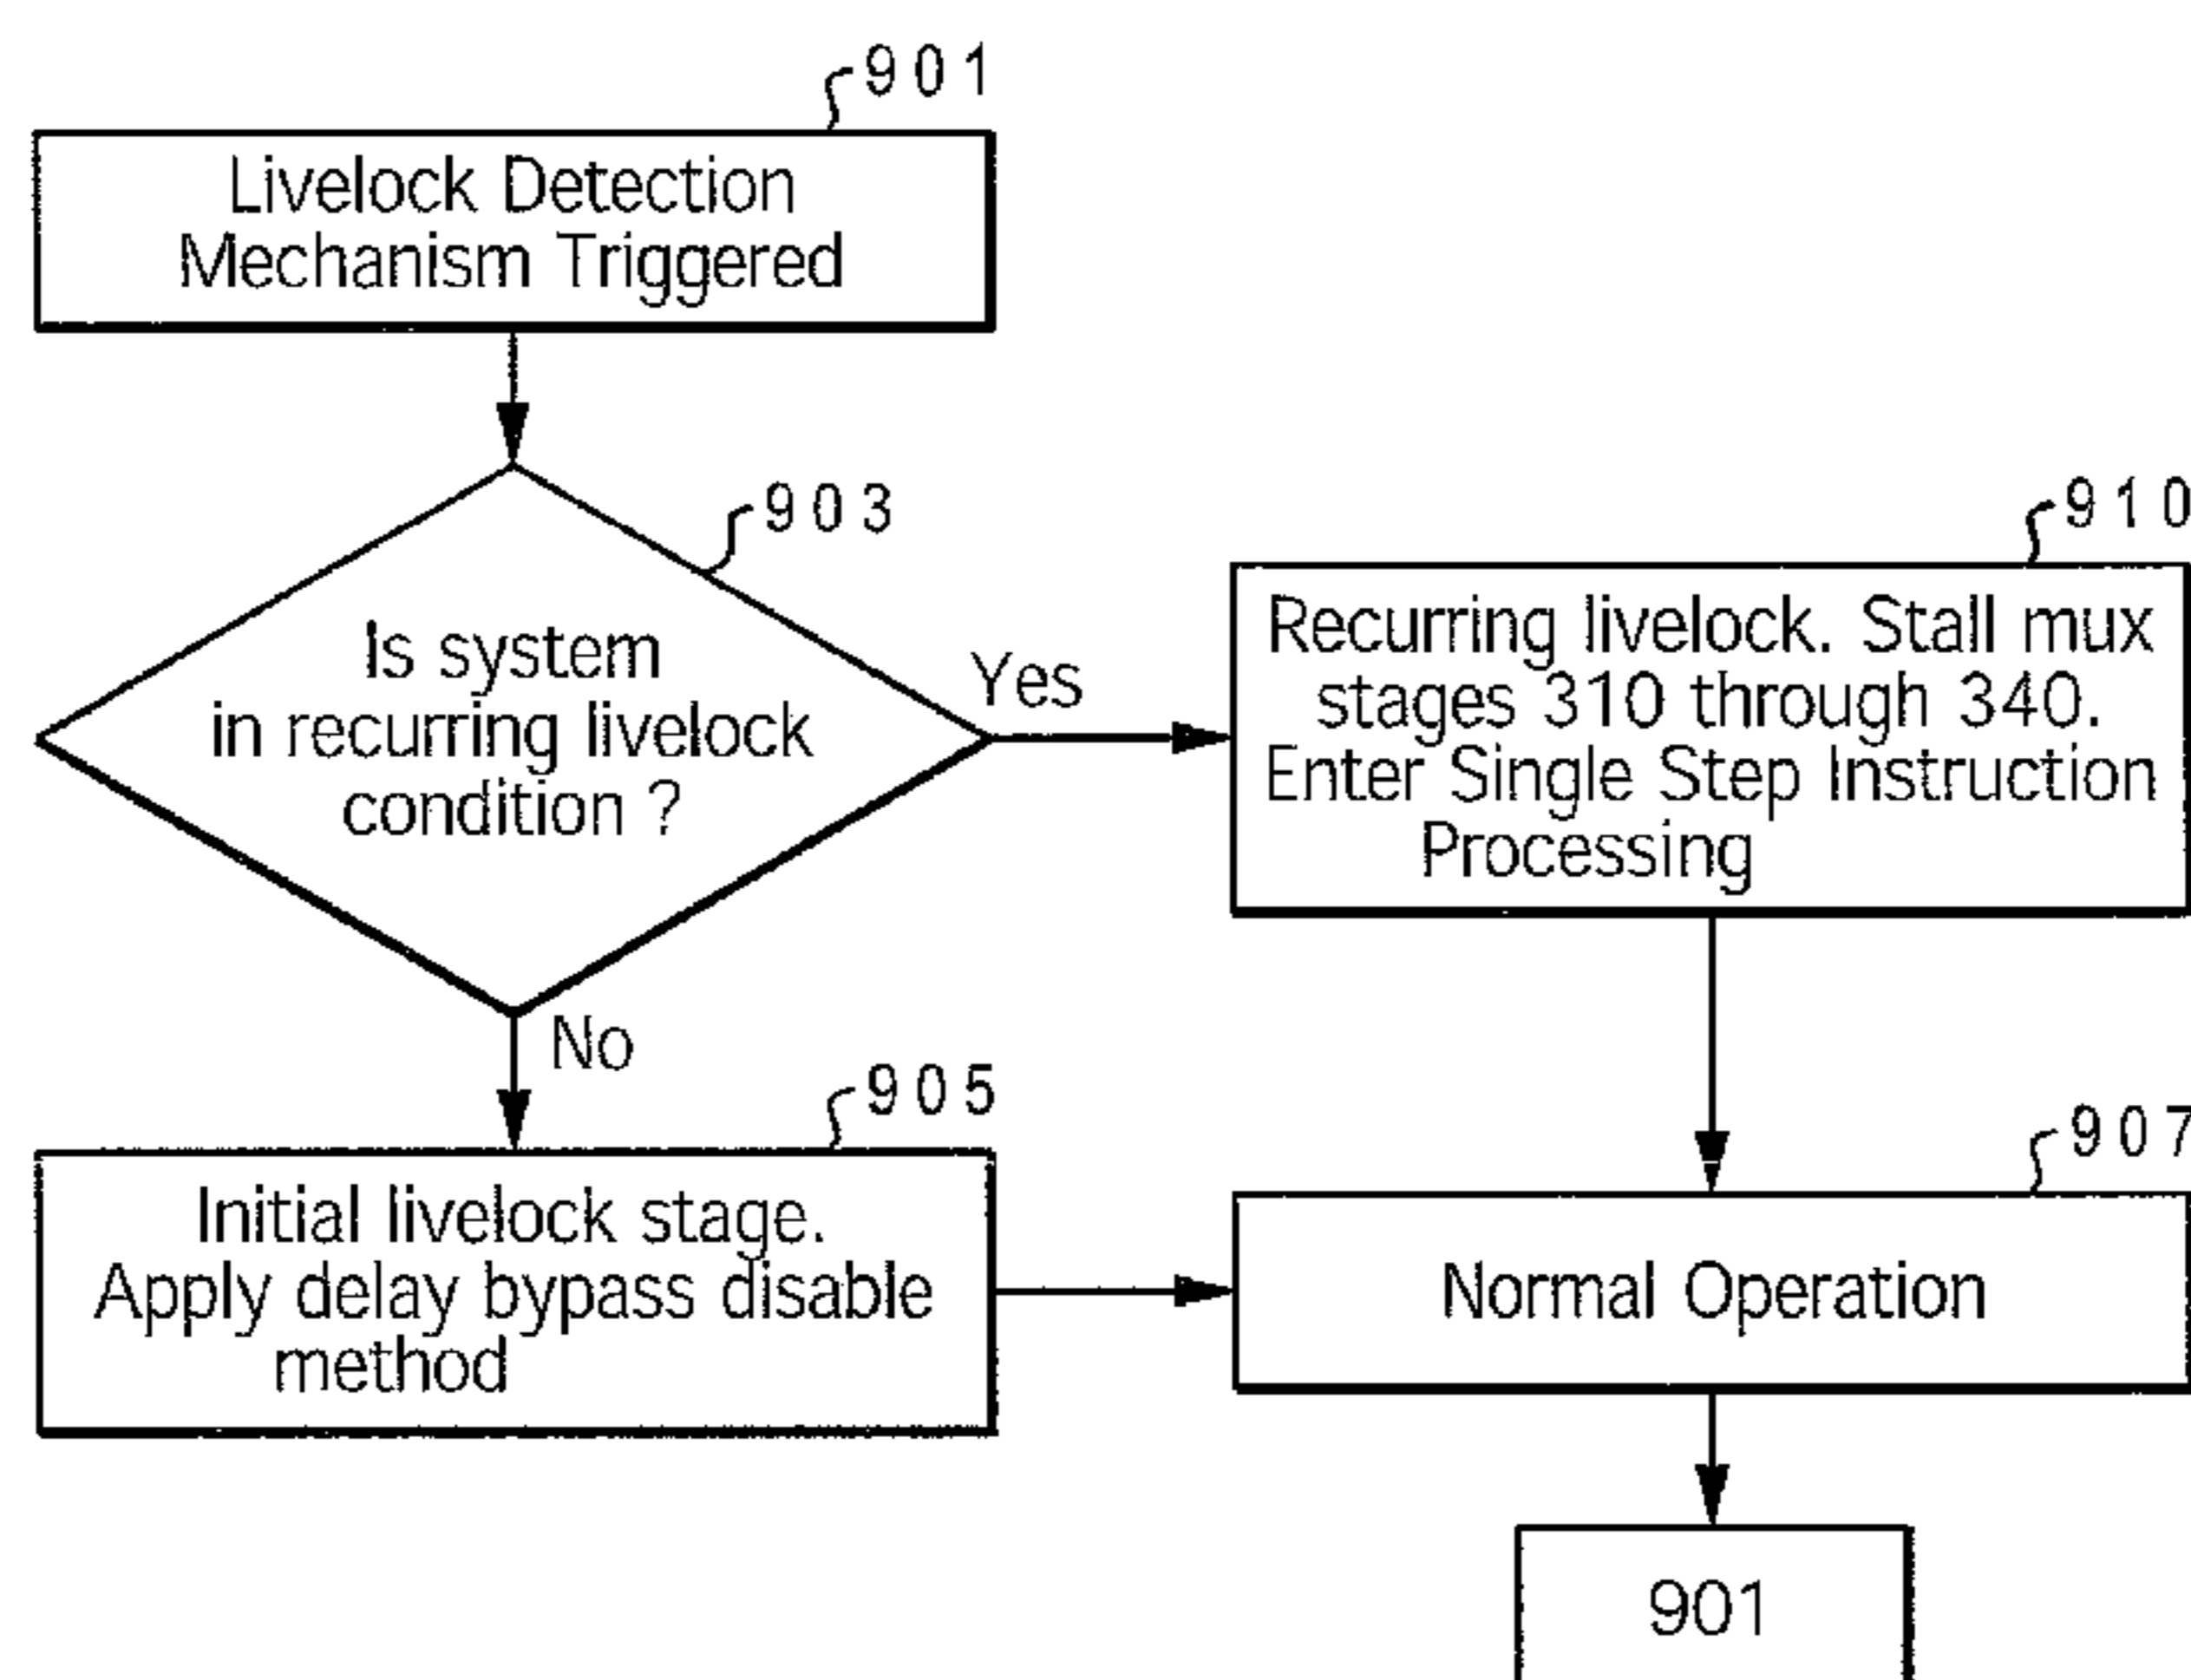 901
Livelock Detection
Mechanism Triggered
903
Is system
in recurring livelock
condition ?
Yes
910
Recurring livelock. Stall mux
stages 310 through 340.
Enter Single Step Instruction
Processing
No
905
Initial livelock stage.
Apply delay bypass disable
method
907
Normal Operation
901